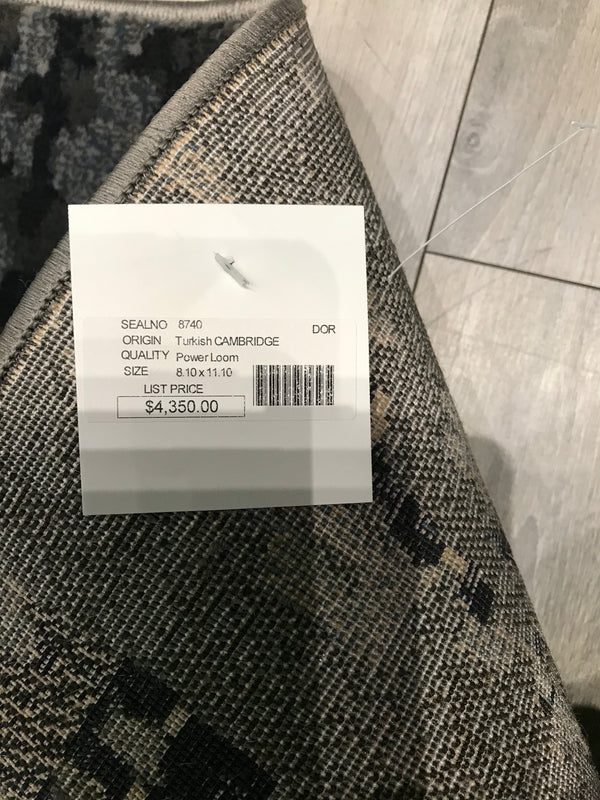 SEALNO 8740 DOR
ORIGIN Turkish CAMBRIDGE
QUALITY Power Loom
SIZE 8.10 x 11.10
LIST PRICE
$4,350.00